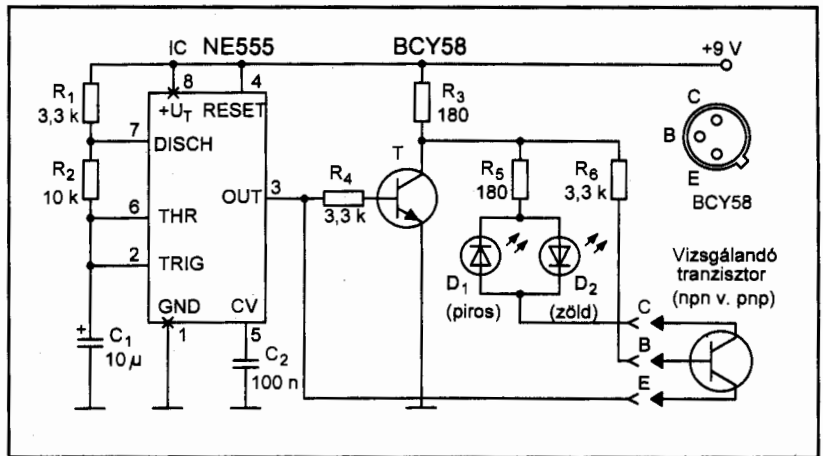 IC NE555 BCY58
+9 V
R1
3,3 k
8
4
+UT RESET
R3
180
C
B
E
BCY58
7
DISCH
R2
10 k
T
OUT
3
R4
3,3 k
R5
180
R6
3,3 k
6
THR
2
TRIG
GND
CV
1
5
D1
(piros)
D2
(zöld)
Vizsgálandó
tranzisztor
(npn v. pnp)
C
B
E
+
C1
10 µ
C2
100 n